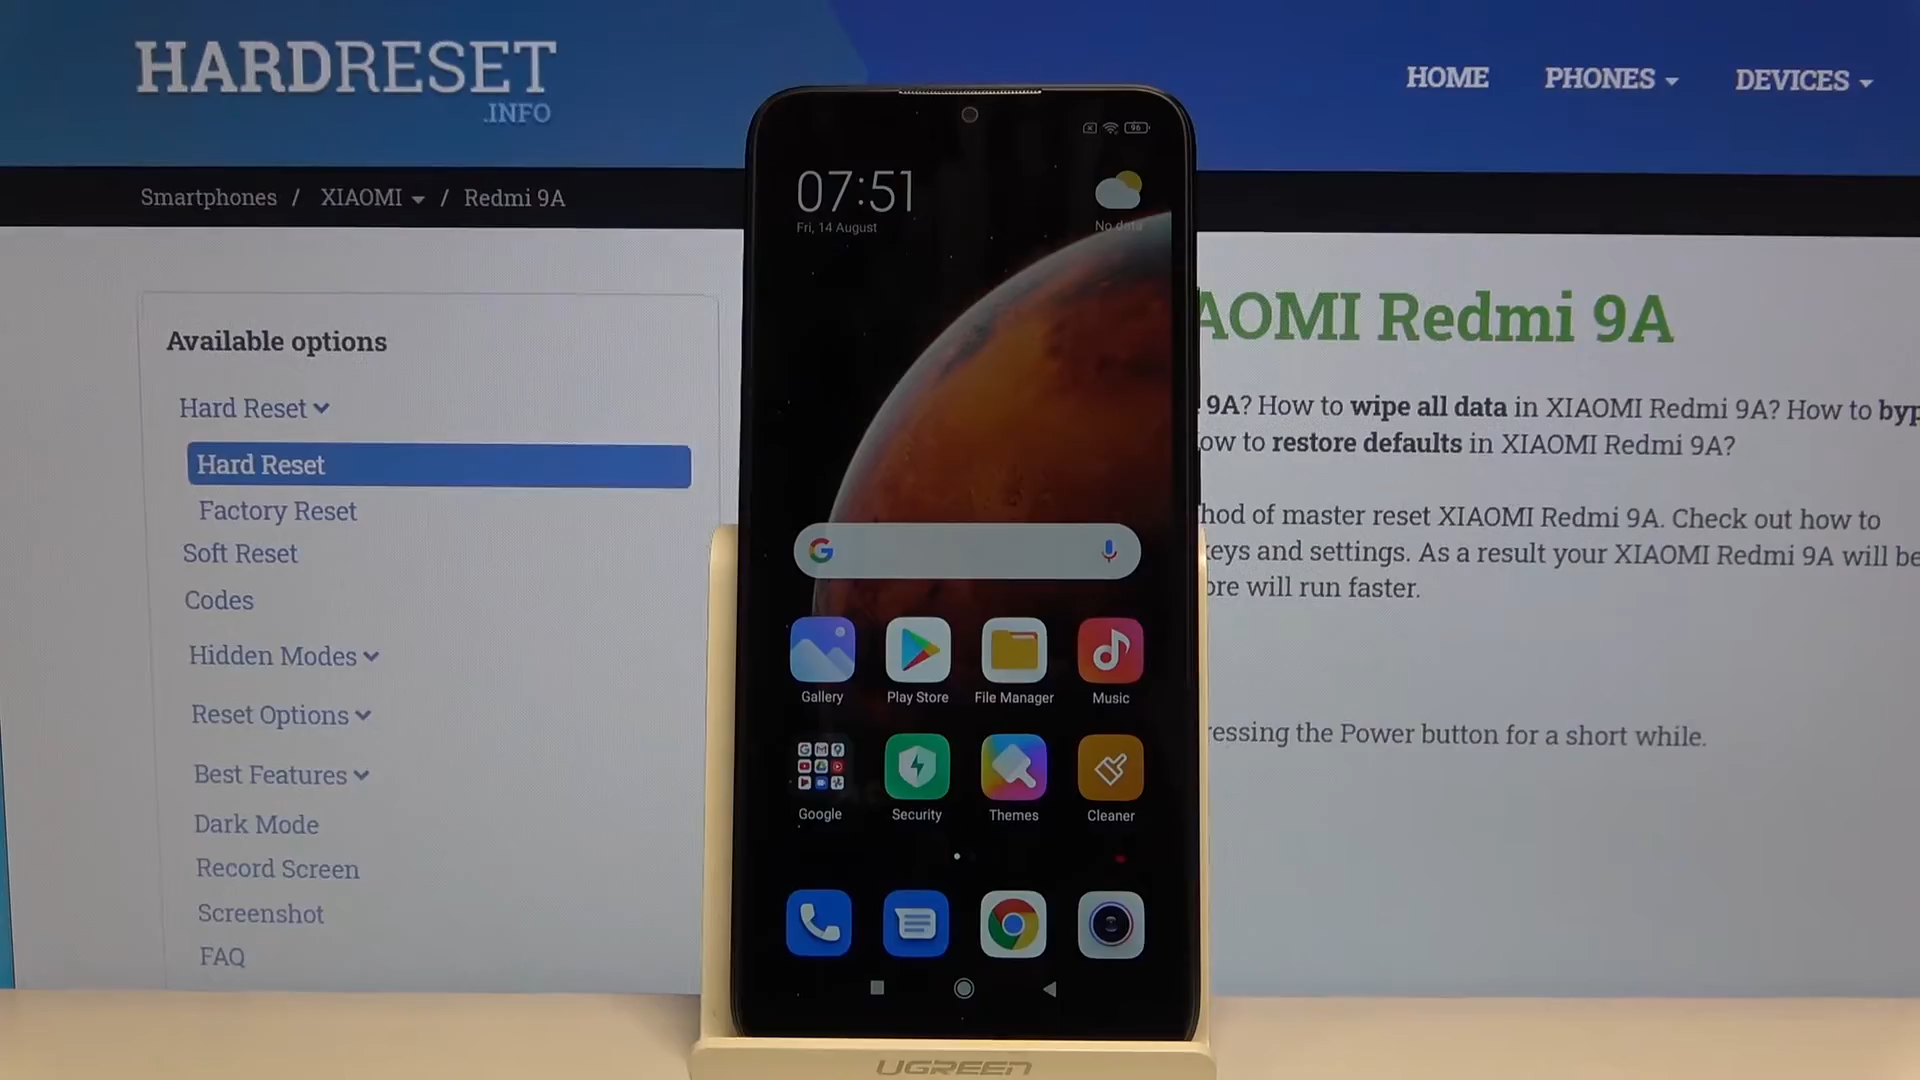 HARDRESET
.INFO
HOME
PHONES
DEVICES
Smartphones / XIAOMI / Redmi 9A
Available options
Hard Reset
Hard Reset
Factory Reset
Soft Reset
Codes
Hidden Modes
Reset Options
Best Features
Dark Mode
Record Screen
Screenshot
FAQ
96
07:51
Fri, 14 August
No data
Gallery
Play Store
File Manager
Music
Google
Security
Themes
Cleaner
UGREEN
AOMI Redmi 9A
9A? How to wipe all data in XIAOMI Redmi 9A? How to byp
ow to restore defaults in XIAOMI Redmi 9A?
hod of master reset XIAOMI Redmi 9A. Check out how to
keys and settings. As a result your XIAOMI Redmi 9A will be
ore will run faster.
ressing the Power button for a short while.